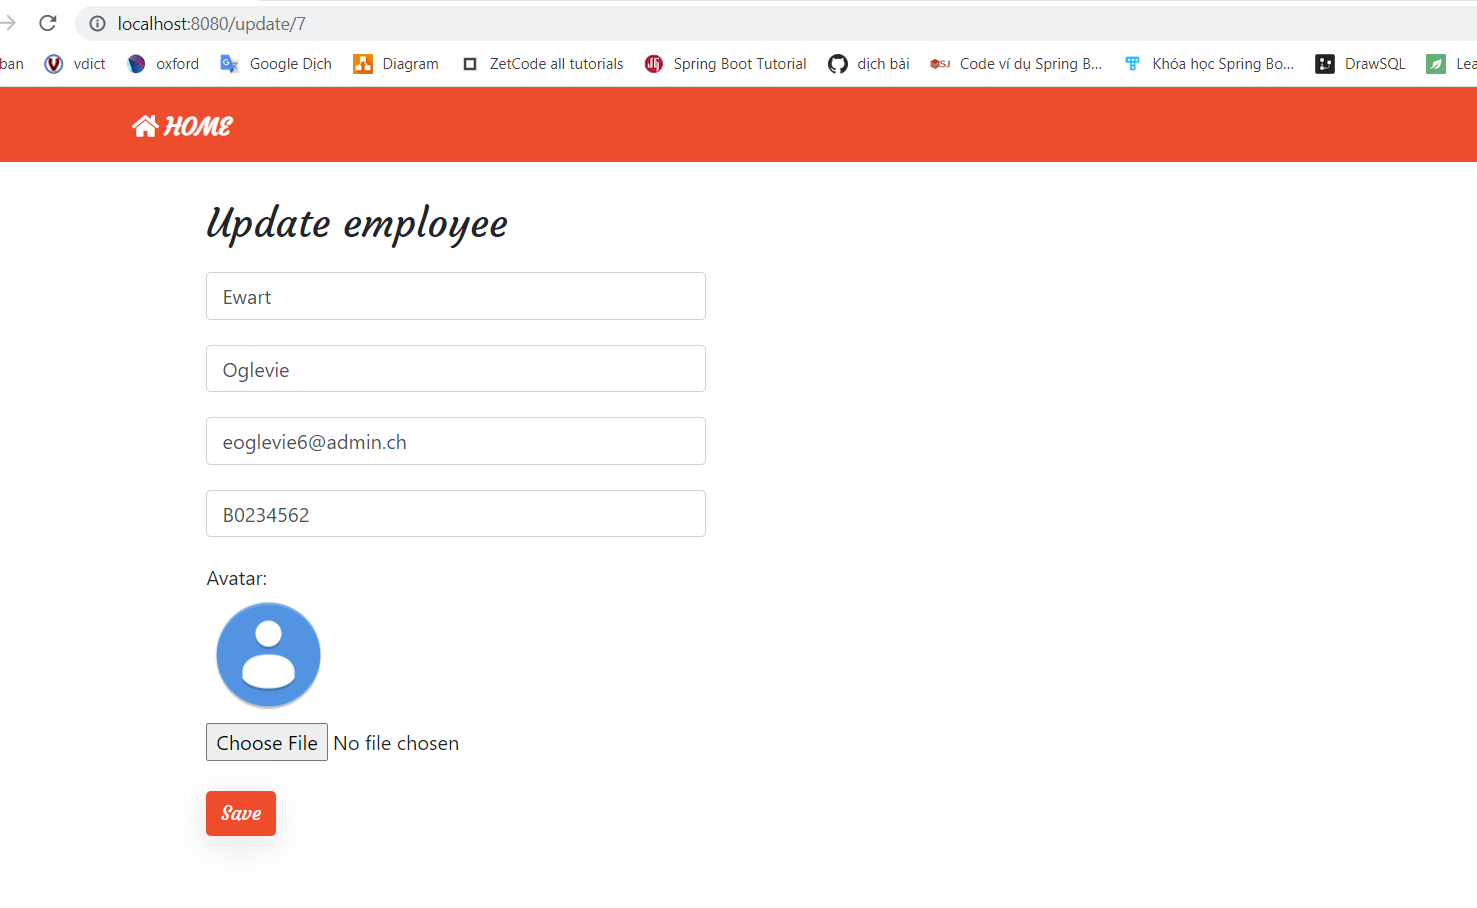 localhost:8080/update/7
ban vdict oxford Google Dịch Diagram ZetCode all tutorials Spring Boot Tutorial dịch bài Code ví dụ Spring B... Khóa học Spring Bo... DrawSQL Lea
HOME
Update employee
Ewart
Oglevie
eoglevie6@admin.ch
B0234562
Avatar:
Choose File No file chosen
Save